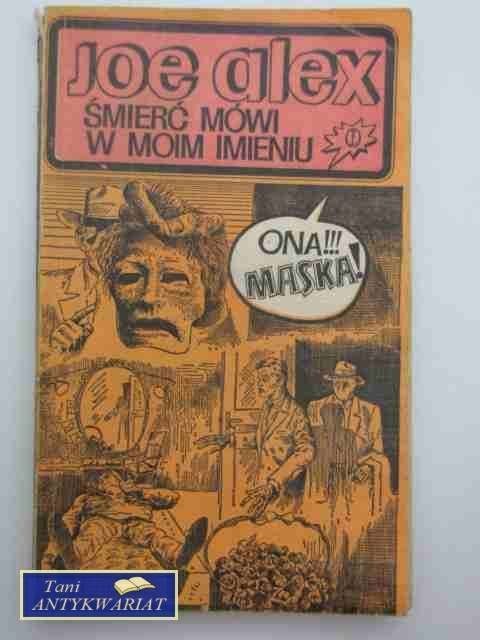 JOE alex
ŚMIERĆ MÓWI
W MOIM IMIENIU
ONA!!!
MASKA!
Tani
ANTYKWARIAT